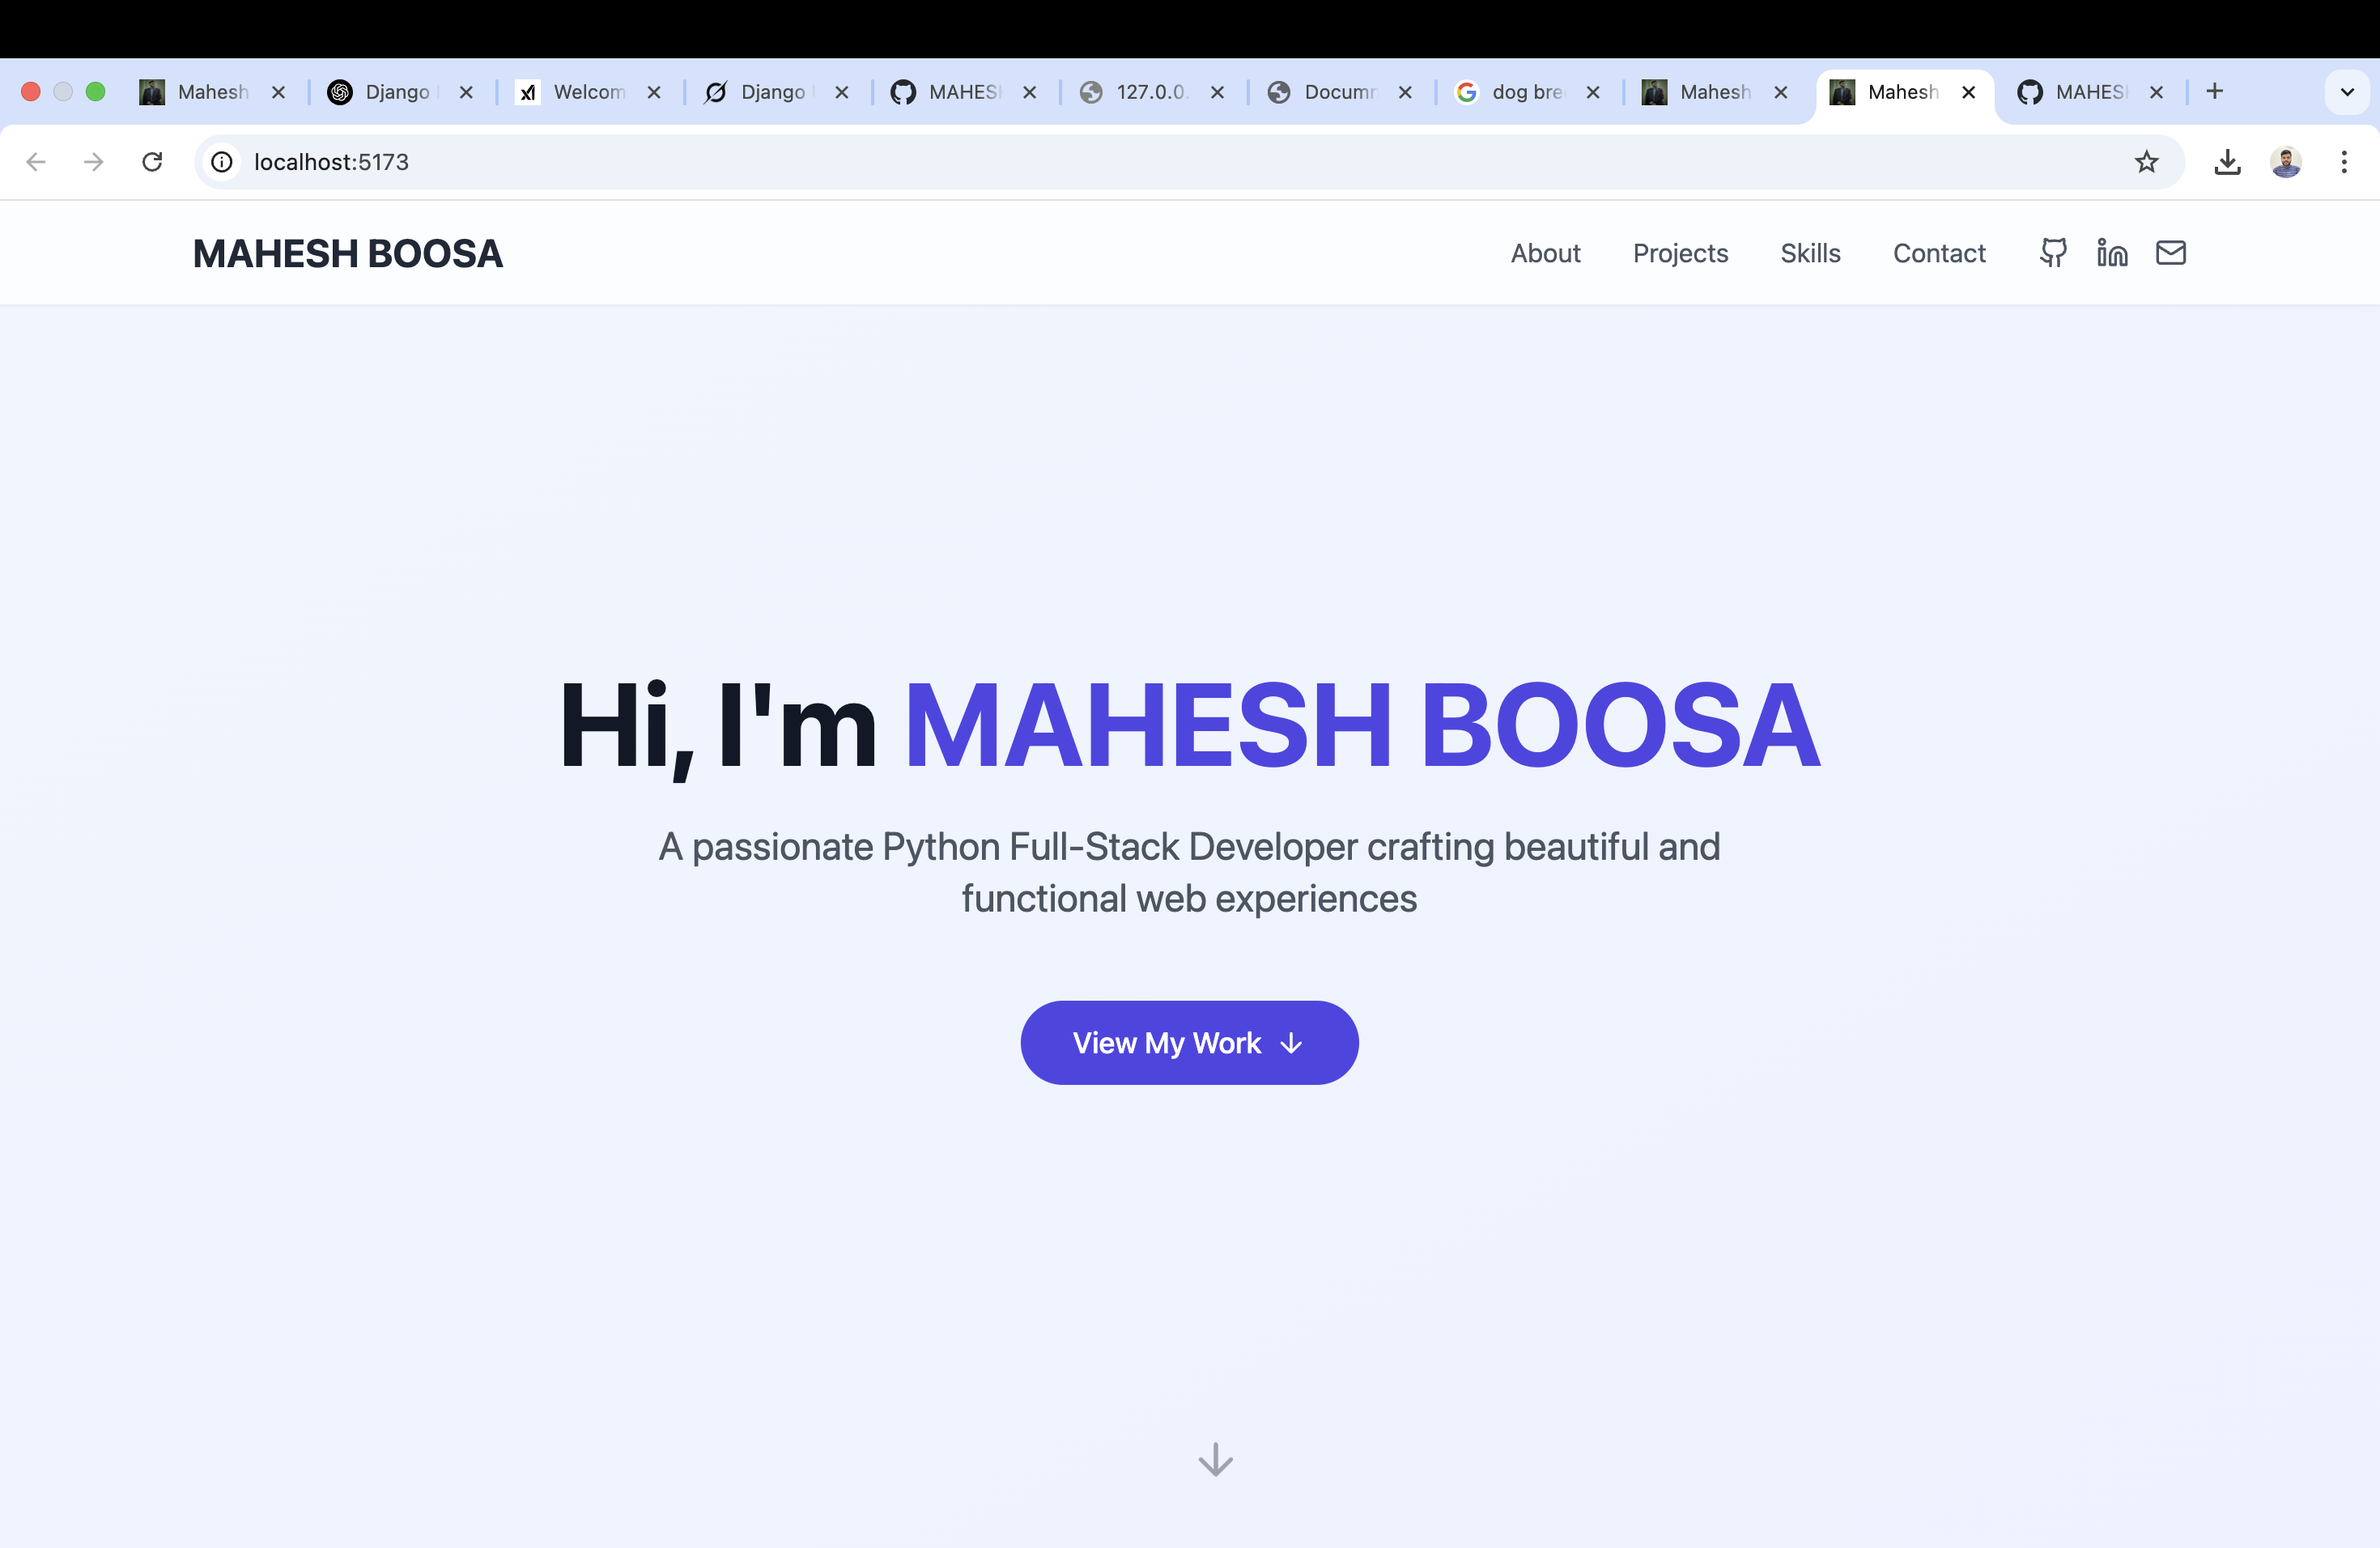 Mahesh
Django
Welcom
Django
MAHES
127.0.0.
Docum
dog bre
Mahesh
Mahesh
MAHES
localhost:5173
MAHESH BOOSA
About
Projects
Skills
Contact
Hi, I'm MAHESH BOOSA
A passionate Python Full-Stack Developer crafting beautiful and
functional web experiences
View My Work